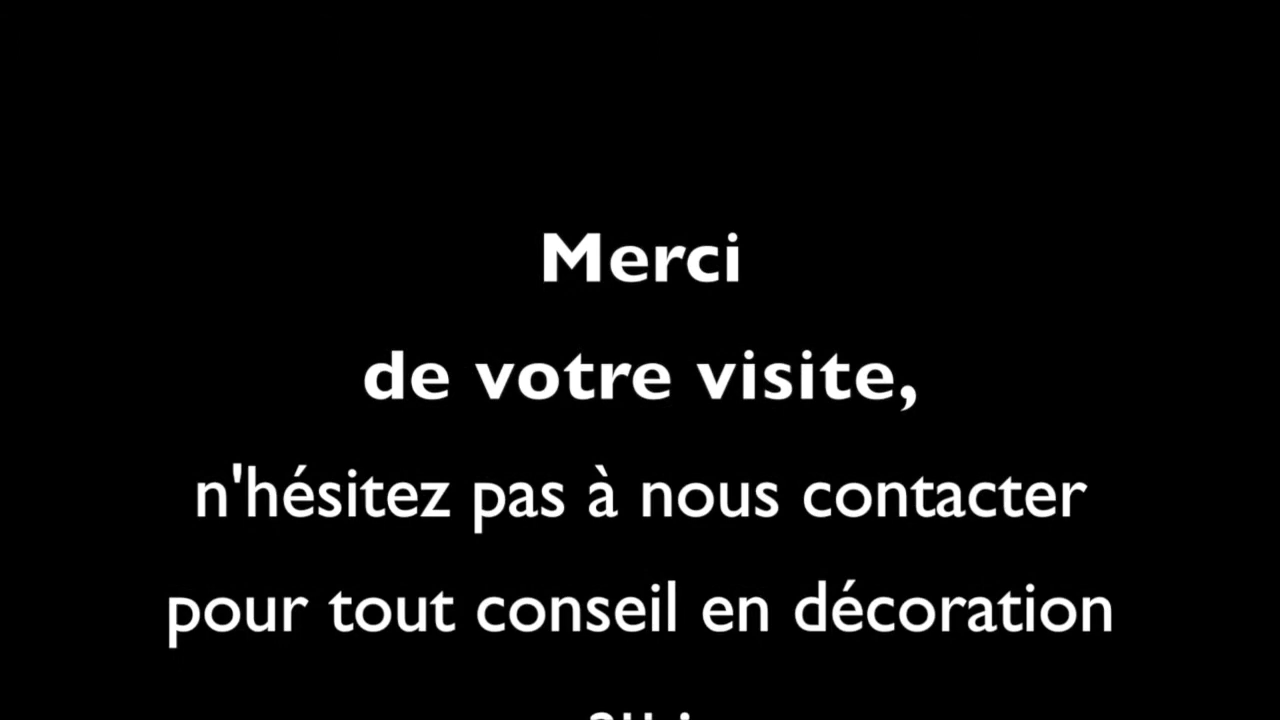 Merci
de votre visite,
n'hésitez pas à nous contacter
pour tout conseil en décoration